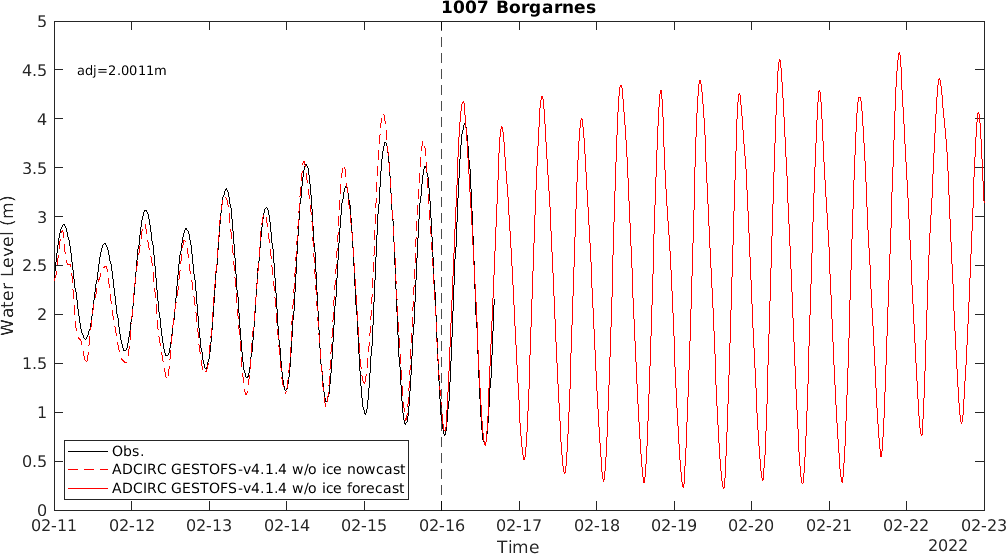 1007 Borgarnes
5
4.5
4
3.5
3
2.5
2
1.5
1
0.5
0
Water Level (m)
adj=2.0011m
Obs.
ADCIRC GESTOFS-v4.1.4 w/o ice nowcast
ADCIRC GESTOFS-v4.1.4 w/o ice forecast
02-11 02-12 02-13 02-14 02-15 02-16 02-17 02-18 02-19 02-20 02-21 02-22 02-23
Time
2022